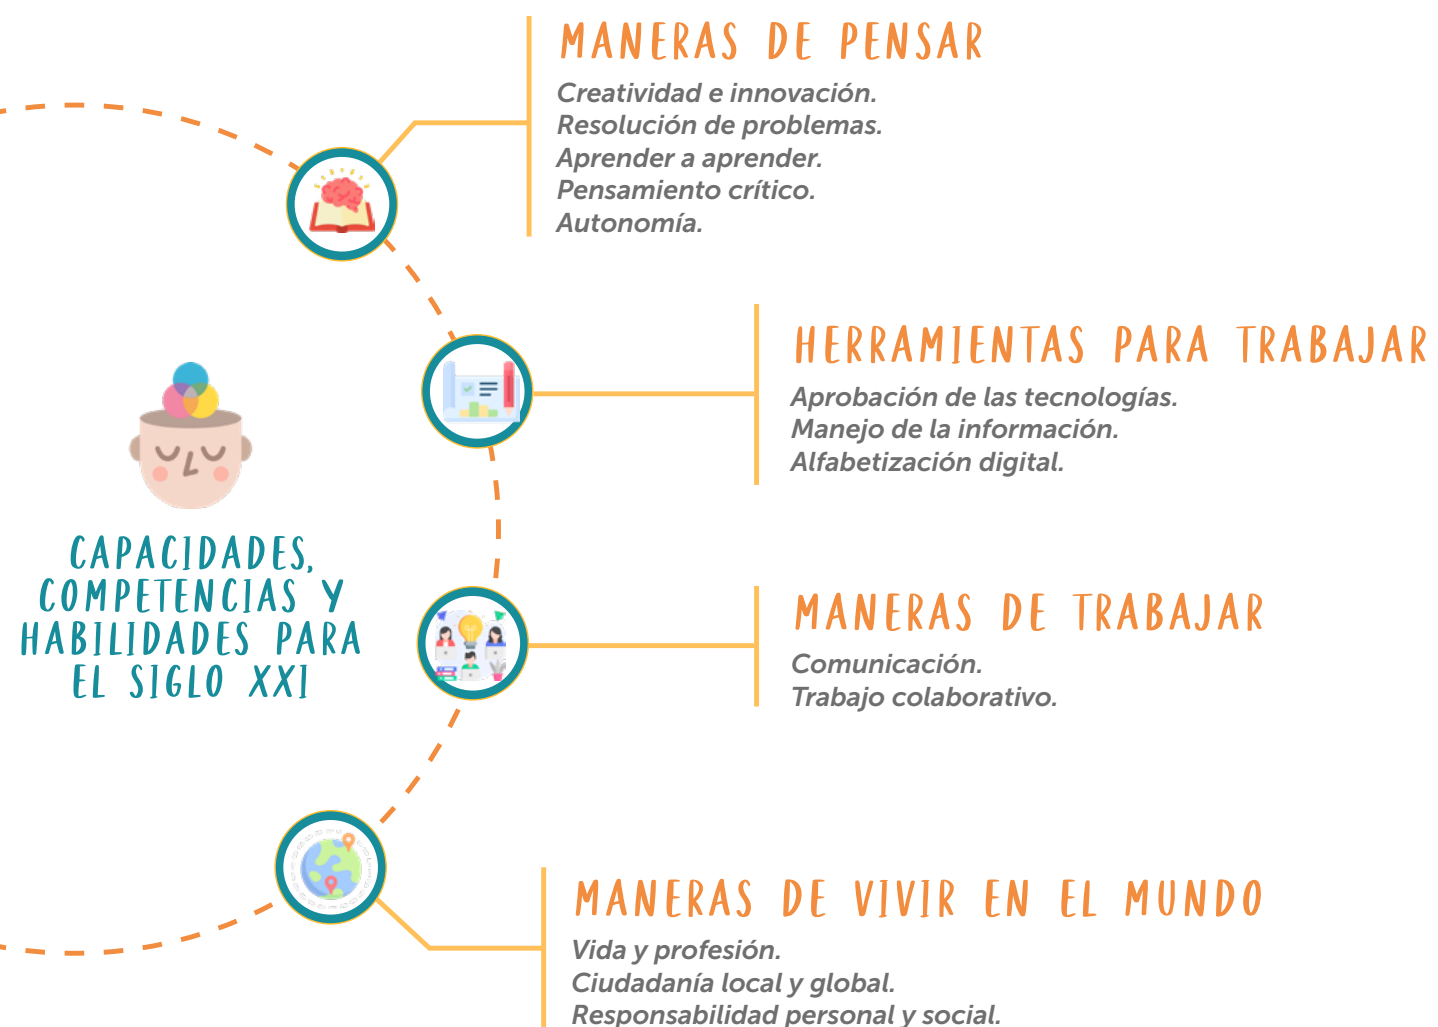 MANERAS DE PENSAR
Creatividad e innovación.
Resolución de problemas.
Aprender a aprender.
Pensamiento crítico.
Autonomía.
HERRAMIENTAS PARA TRABAJAR
Aprobación de las tecnologías.
Manejo de la información.
Alfabetización digital.
CAPACIDADES,
COMPETENCIAS Y
HABILIDADES PARA
EL SIGLO XXI
MANERAS DE TRABAJAR
Comunicación.
Trabajo colaborativo.
MANERAS DE VIVIR EN EL MUNDO
Vida y profesión.
Ciudadanía local y global.
Responsabilidad personal y social.